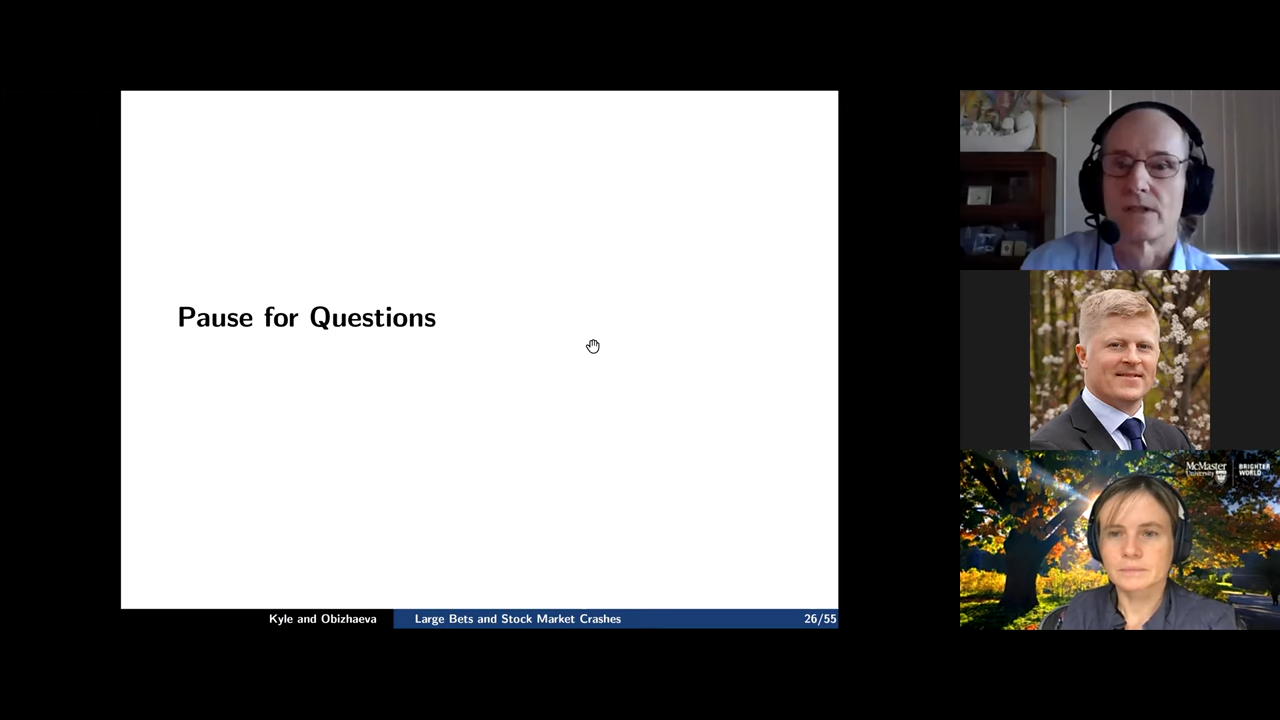 Pause for Questions
Kyle and Obizhaeva
Large Bets and Stock Market Crashes
26/55
McMaster
University
BRIGHTER
WORLD